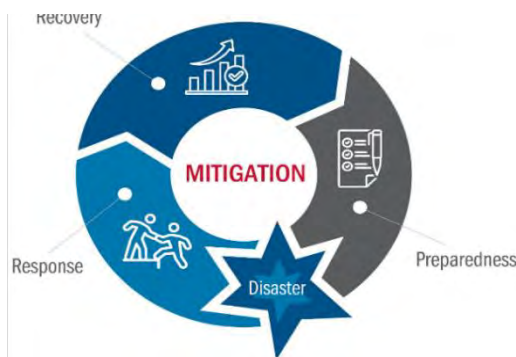 Recovery
MITIGATION
Response
Disaster
Preparedness